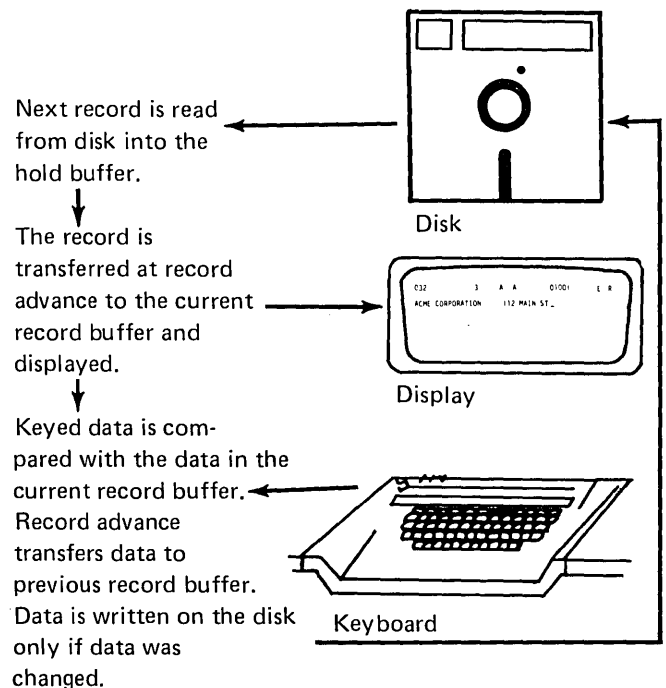 Next record is read
from disk into the
hold buffer.
Disk
The record is
transferred at record
advance to the current
record buffer and
displayed.
032 3 A A 01001 E R
ACME CORPORATION 112 MAIN ST_
Display
Keyed data is com-
pared with the data in the
current record buffer.
Record advance
transfers data to
previous record buffer.
Data is written on the disk
only if data was
changed.
Keyboard